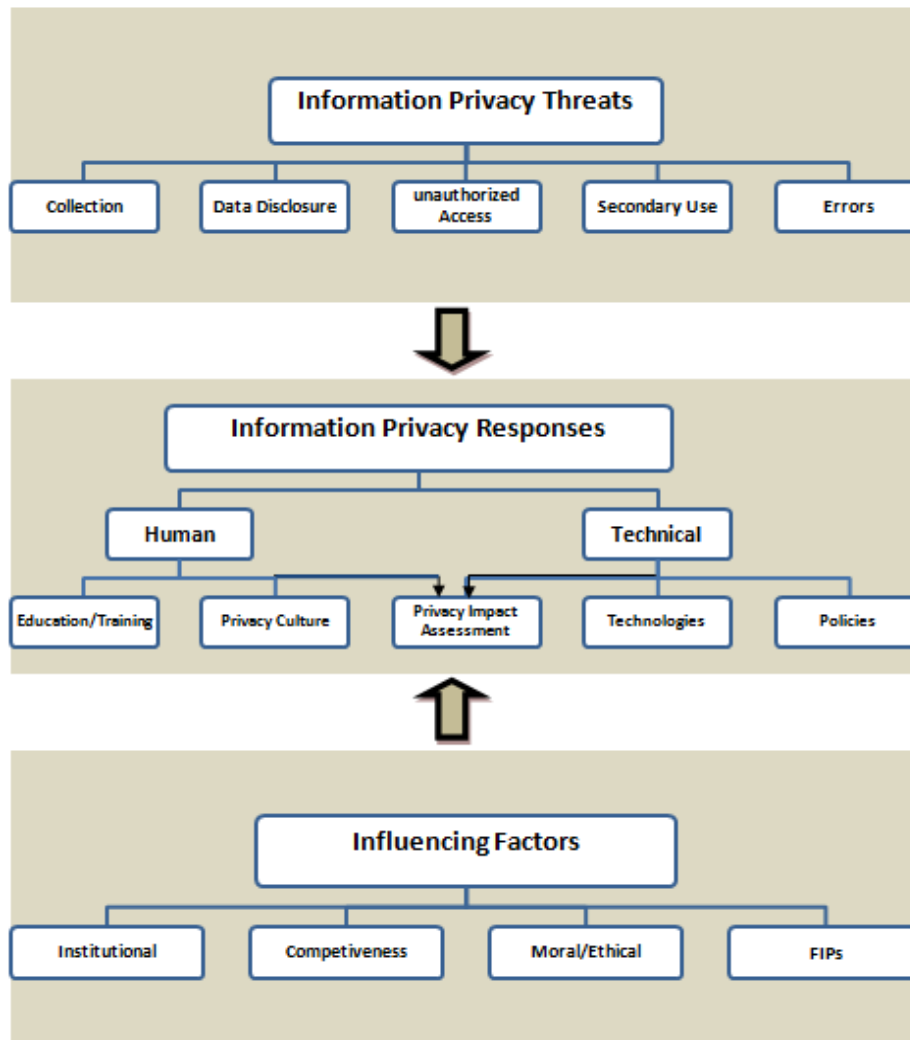 Information Privacy Threats
Collection
Data Disclosure
unauthorized
Access
Secondary Use
Errors
Information Privacy Responses
Human
Technical
Education/Training
Privacy Culture
Privacy Impact
Assessment
Technologies
Policies
Influencing Factors
Institutional
Competiveness
Moral/Ethical
FIPs